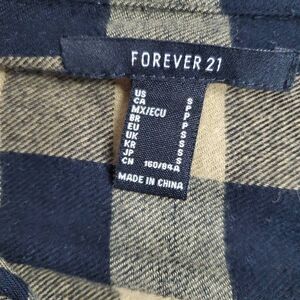 FOREVER 21
US S
CA P
MX/ECU P
BR P
EU S
UK S
KR S
JP S
CN 160/84A
MADE IN CHINA